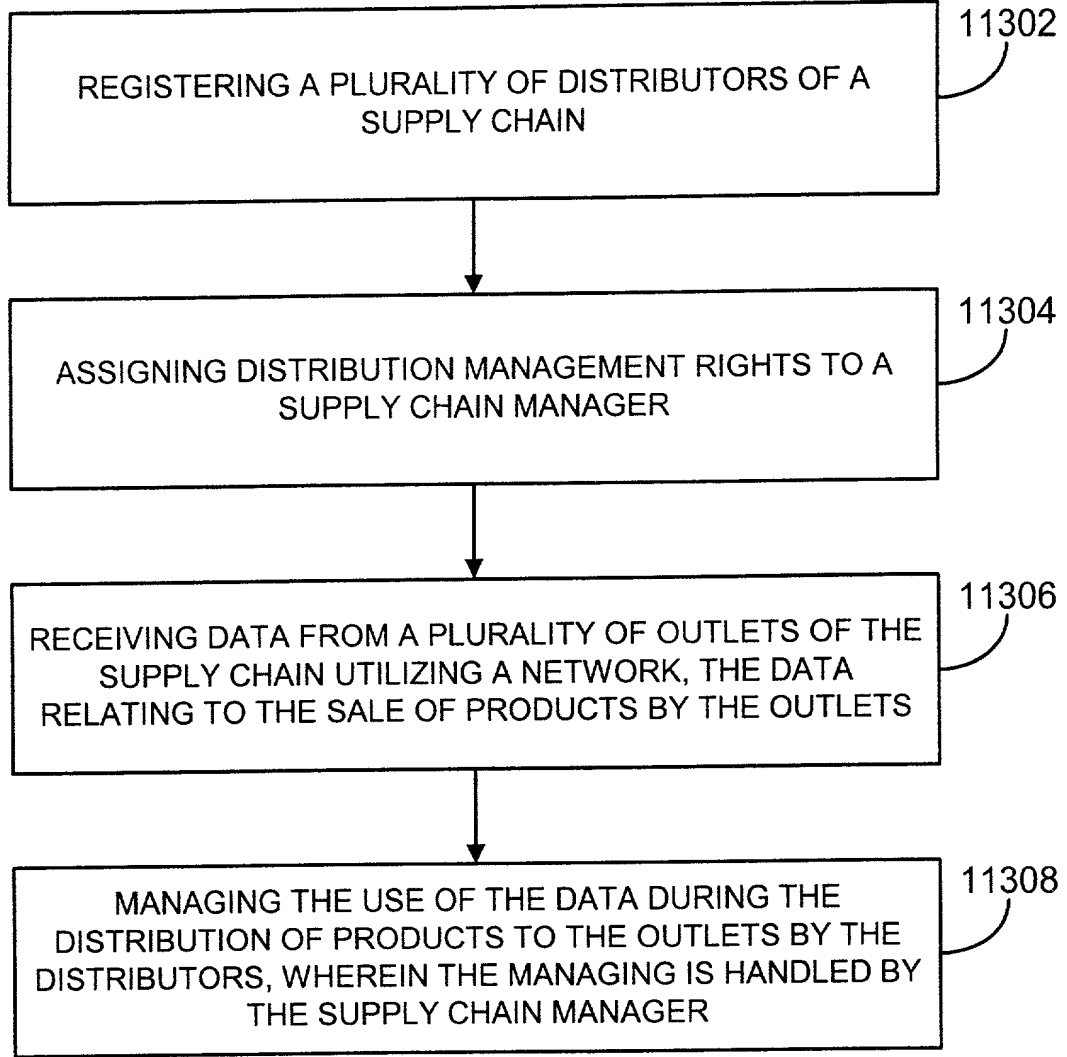 11302
REGISTERING A PLURALITY OF DISTRIBUTORS OF A
SUPPLY CHAIN
11304
ASSIGNING DISTRIBUTION MANAGEMENT RIGHTS TO A
SUPPLY CHAIN MANAGER
11306
RECEIVING DATA FROM A PLURALITY OF OUTLETS OF THE
SUPPLY CHAIN UTILIZING A NETWORK, THE DATA
RELATING TO THE SALE OF PRODUCTS BY THE OUTLETS
11308
MANAGING THE USE OF THE DATA DURING THE
DISTRIBUTION OF PRODUCTS TO THE OUTLETS BY THE
DISTRIBUTORS, WHEREIN THE MANAGING IS HANDLED BY
THE SUPPLY CHAIN MANAGER